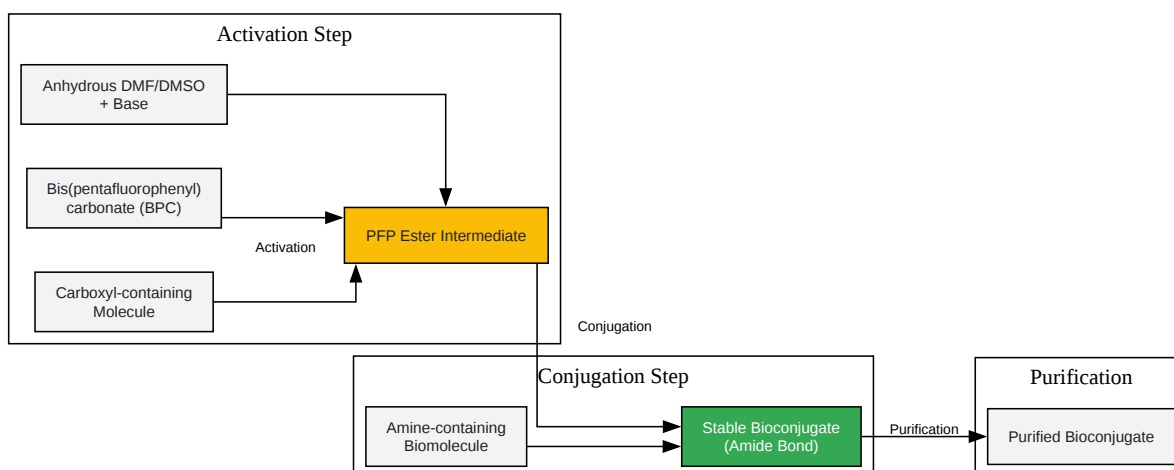 Activation Step
Anhydrous DMF/DMSO
+ Base
Bis(pentafluorophenyl)
carbonate (BPC)
PFP Ester Intermediate
Activation
Carboxyl-containing
Molecule
Conjugation
Conjugation Step
Amine-containing
Biomolecule
Stable Bioconjugate
(Amide Bond)
Purification
Purification
Purified Bioconjugate